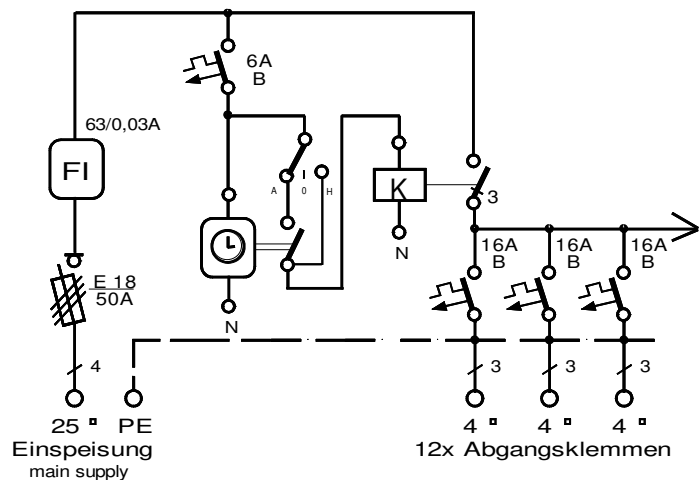 6A
B
63/0,03A
FI
A
0
H
K
3
N
N
16A
B
16A
B
16A
B
E 18
50A
4
3
3
3
25 PE
4 4 4
Einspeisung
main supply
12x Abgangsklemmen